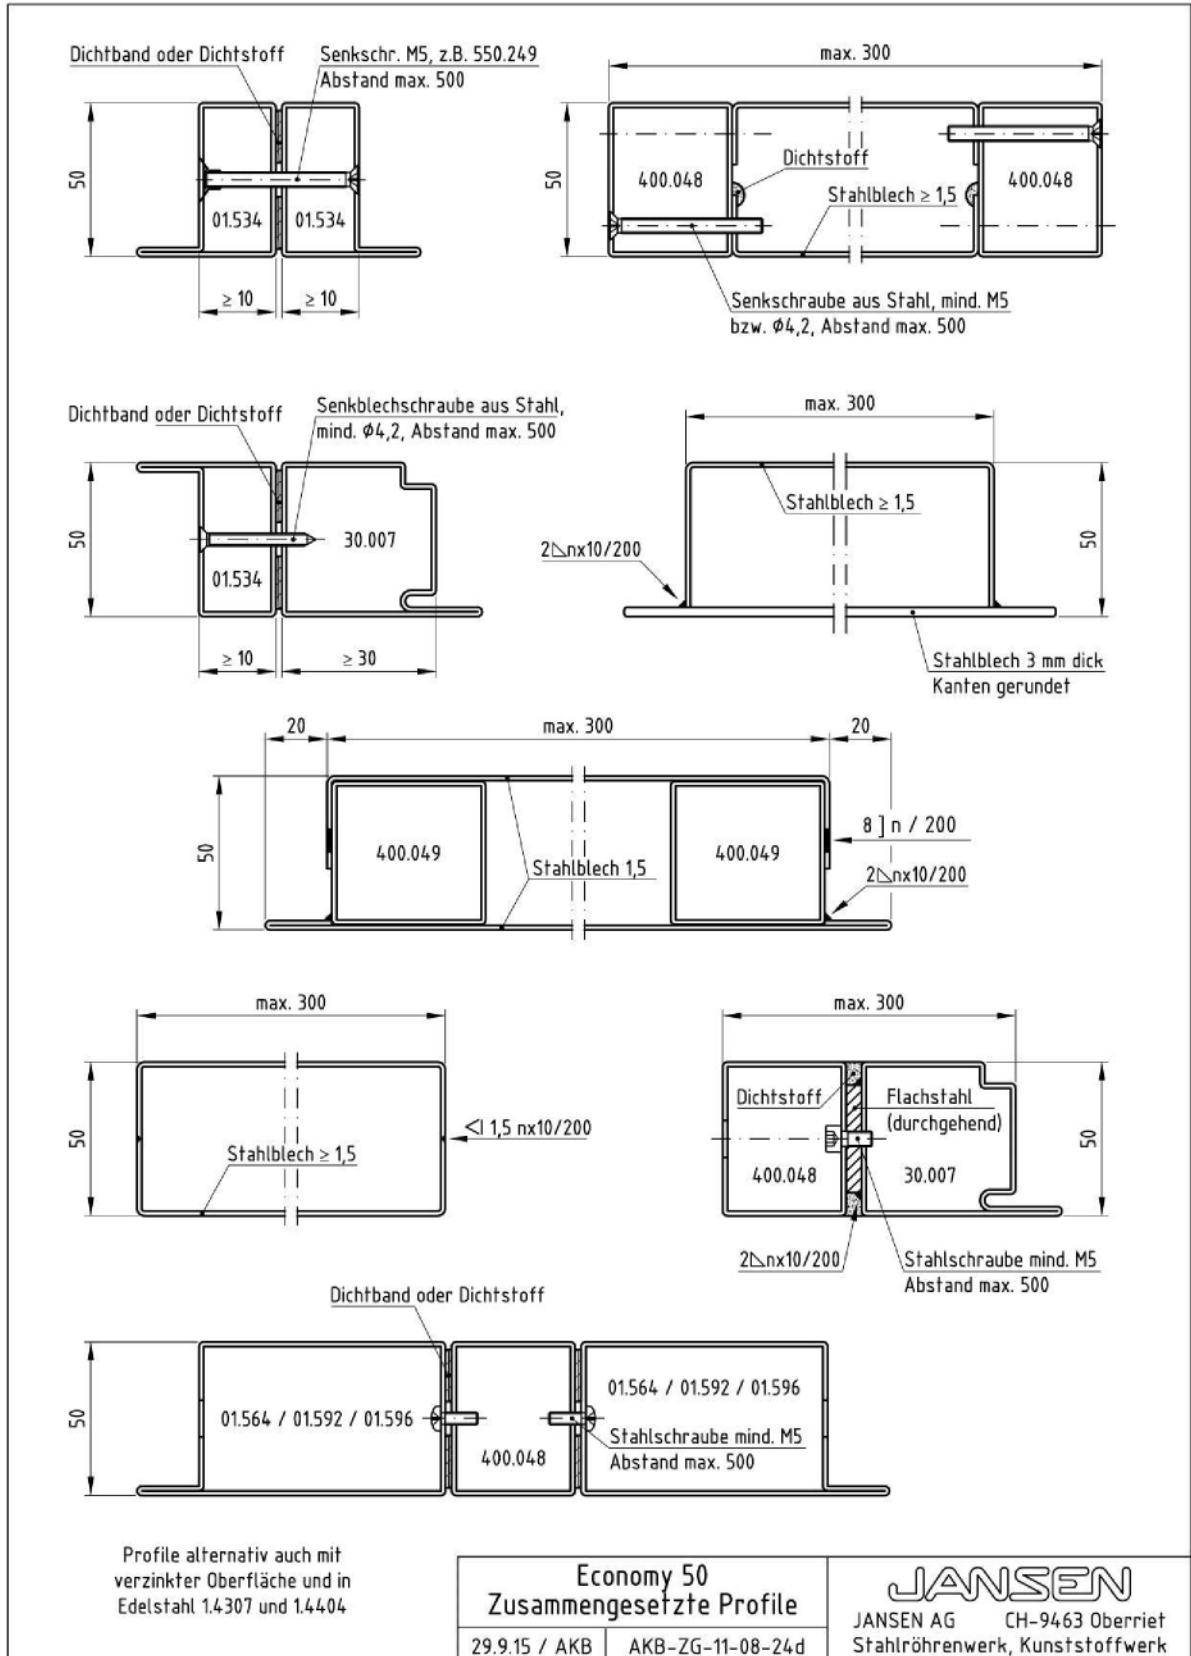 Dichtband oder Dichtstoff
Senkschr. M5, z.B. 550.249
Abstand max. 500
50
01.534
01.534
≥ 10
≥ 10
max. 300
50
400.048
Dichtstoff
Stahlblech ≥ 1,5
400.048
Senkschraube aus Stahl, mind. M5
bzw. Φ4,2, Abstand max. 500
Dichtband oder Dichtstoff
Senkblechschraube aus Stahl,
mind. Φ4,2, Abstand max. 500
50
30.007
01.534
≥ 10
≥ 30
max. 300
Stahlblech ≥ 1,5
50
2⊿nx10/200
Stahlblech 3 mm dick
Kanten gerundet
20
max. 300
20
50
400.049
400.049
Stahlblech 1,5
8 ] n / 200
2⊿nx10/200
max. 300
50
Stahlblech ≥ 1,5
<| 1,5 nx10/200
max. 300
Dichtstoff
Flachstahl
(durchgehend)
50
400.048
30.007
2⊿nx10/200
Stahlschraube mind. M5
Abstand max. 500
Dichtband oder Dichtstoff
50
01.564 / 01.592 / 01.596
400.048
01.564 / 01.592 / 01.596
Stahlschraube mind. M5
Abstand max. 500
Profile alternativ auch mit
verzinkter Oberfläche und in
Edelstahl 1.4307 und 1.4404
Economy 50
Zusammengesetzte Profile
29.9.15 / AKB
AKB-ZG-11-08-24d
JANSEN
JANSEN AG CH-9463 Oberriet
Stahlröhrenwerk, Kunststoffwerk